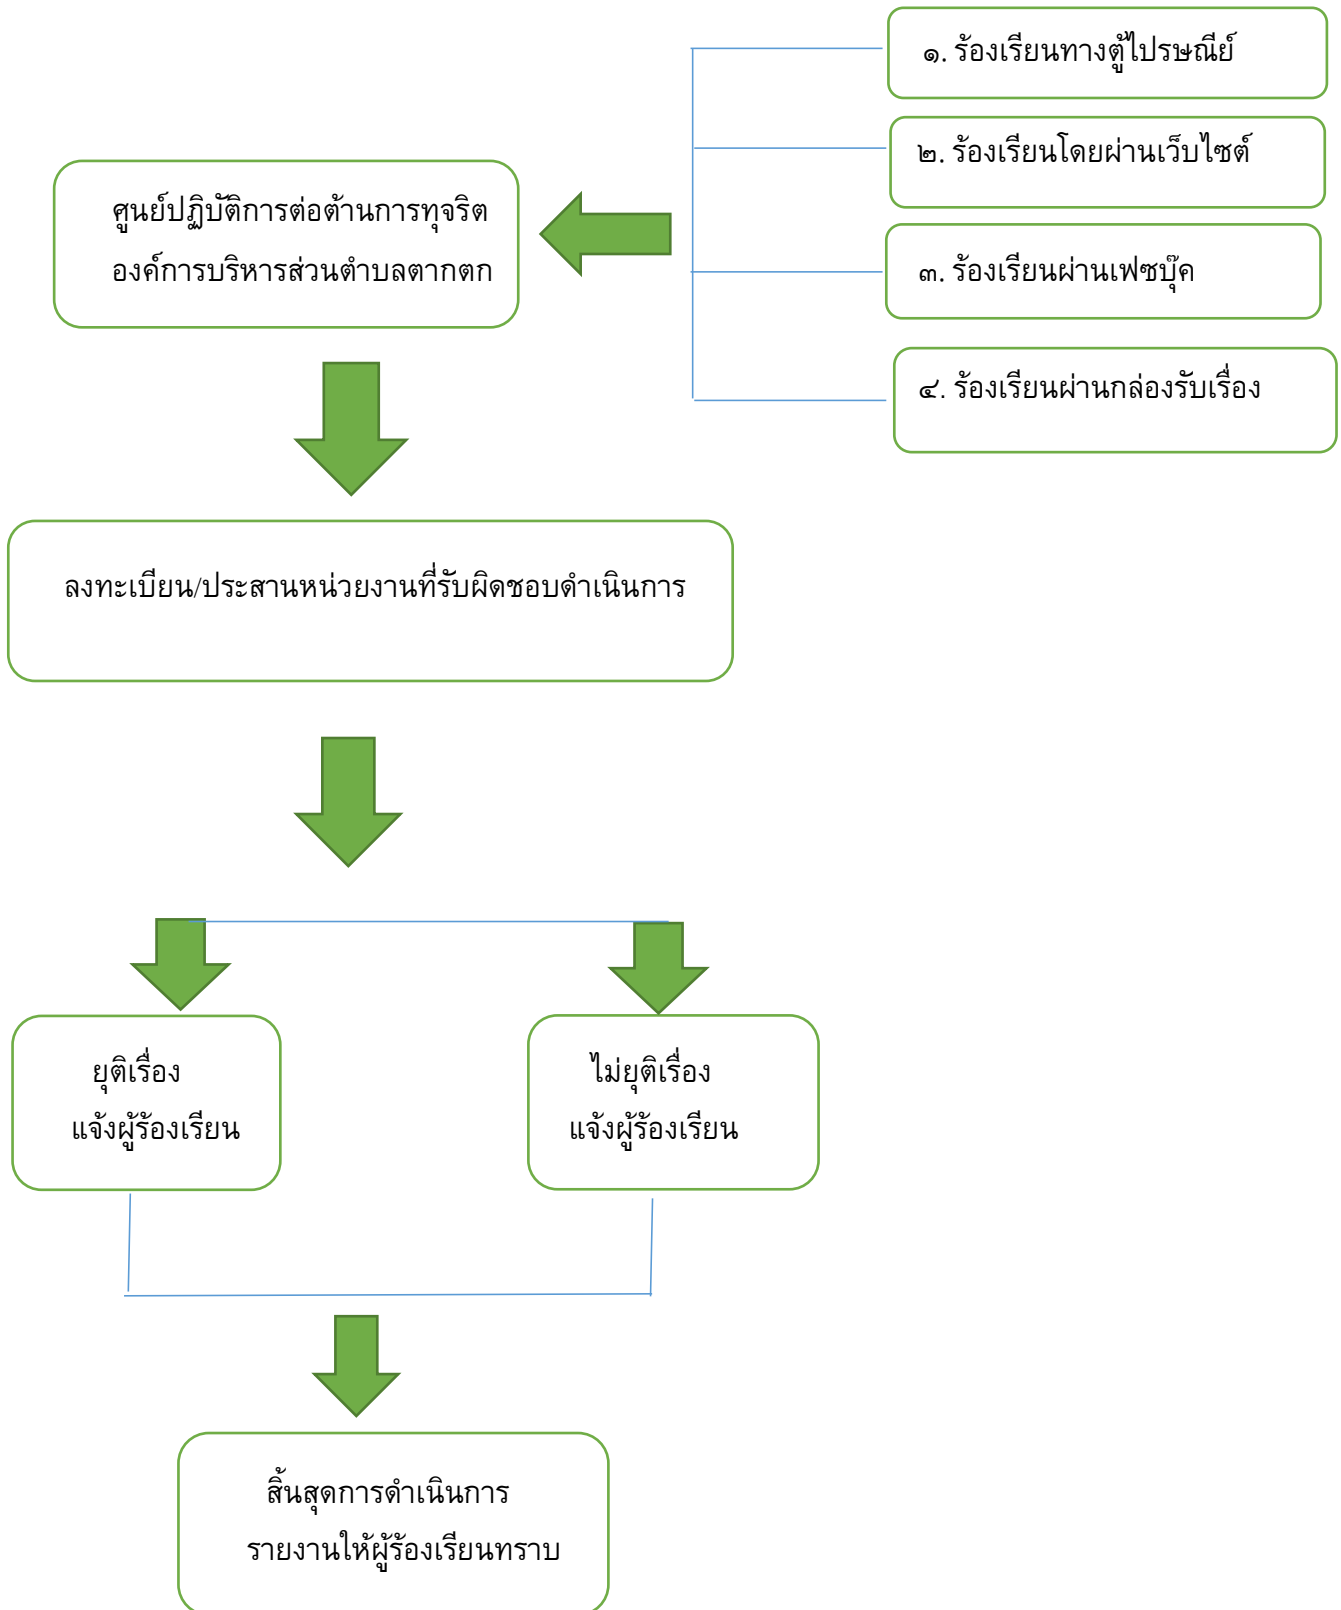 ๑. ร้องเรียนทางตู้ไปรษณีย์
๒. ร้องเรียนโดยผ่านเว็บไซต์
๓. ร้องเรียนผ่านเฟซบุ๊ค
๔. ร้องเรียนผ่านกล่องรับเรื่อง
ศูนย์ปฏิบัติการต่อต้านการทุจริต
องค์การบริหารส่วนตำบลตากตก
ลงทะเบียน/ประสานหน่วยงานที่รับผิดชอบดำเนินการ
ยุติเรื่อง
แจ้งผู้ร้องเรียน
ไม่ยุติเรื่อง
แจ้งผู้ร้องเรียน
สิ้นสุดการดำเนินการ
รายงานให้ผู้ร้องเรียนทราบ